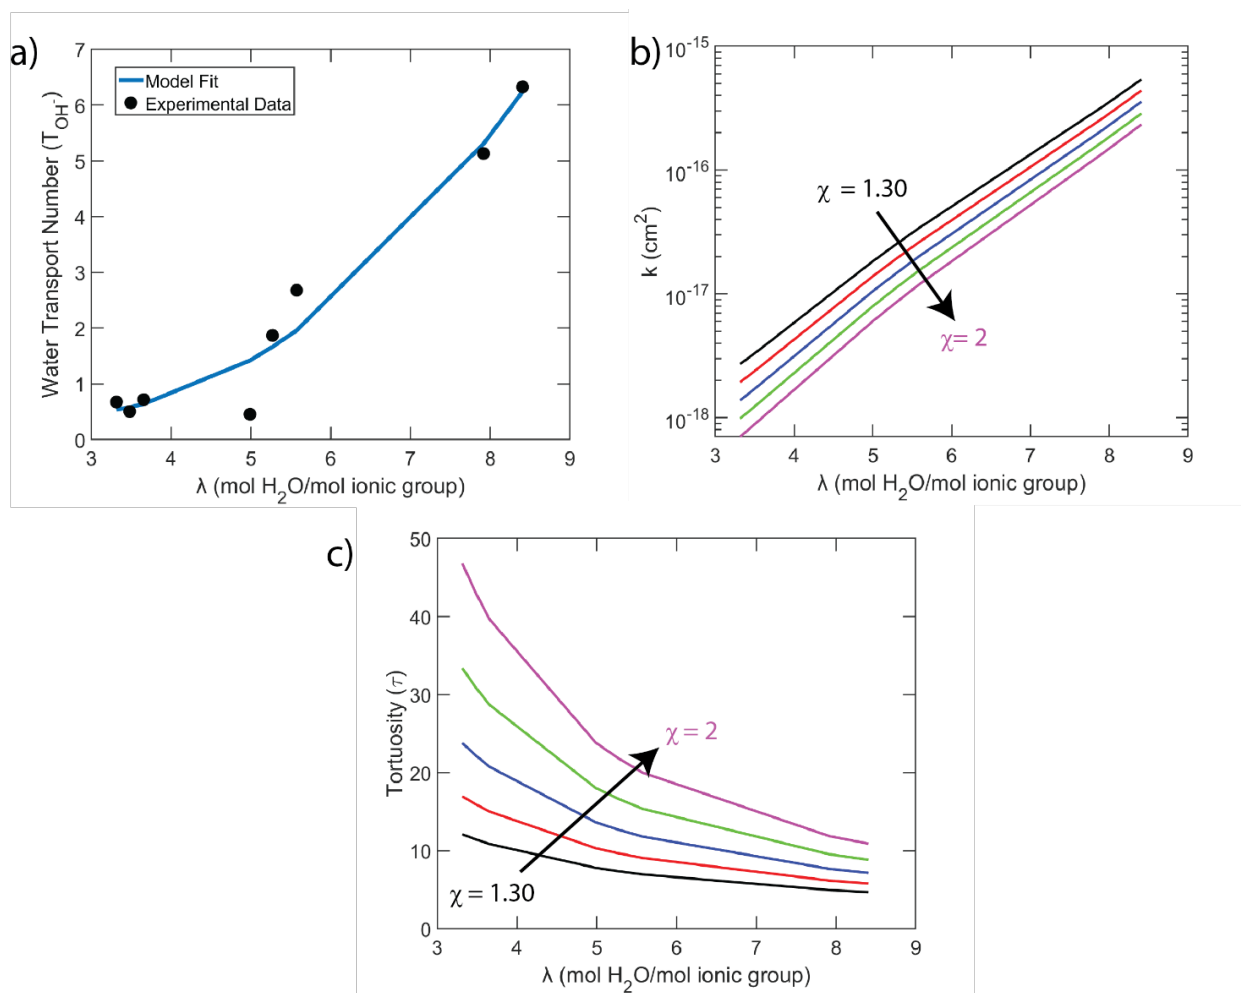 a)
7
6
5
4
3
2
1
0
Model Fit
Experimental Data
Water Transport Number (T_OH-)
3 4 5 6 7 8 9
λ (mol H2O/mol ionic group)
b)
10^-15
10^-16
10^-17
10^-18
k (cm^2)
χ = 1.30
χ= 2
3 4 5 6 7 8 9
λ (mol H2O/mol ionic group)
c)
50
40
30
20
10
0
Tortuosity (τ)
χ = 2
χ = 1.30
3 4 5 6 7 8 9
λ (mol H2O/mol ionic group)